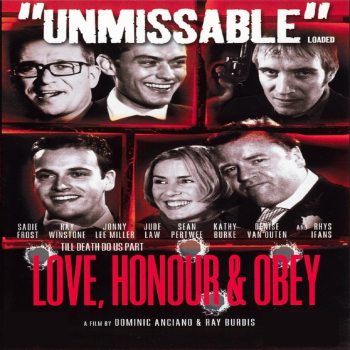 "UNMISSABLE"
LOADED
SADIE FROST RAY WINSTONE JONNY LEE MILLER JUDE LAW SEAN PERTWEE KATHY BURKE DENISE VAN OUTEN AND RHYS IFANS
TILL DEATH DO US PART
LOVE, HONOUR & OBEY
A FILM BY DOMINIC ANCIANO & RAY BURDIS